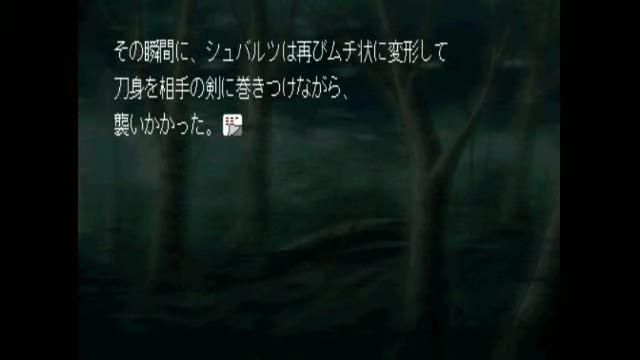 その瞬間に、シュバルツは再びムチ状に変形して
刀身を相手の剣に巻きつけながら、
襲いかかった。